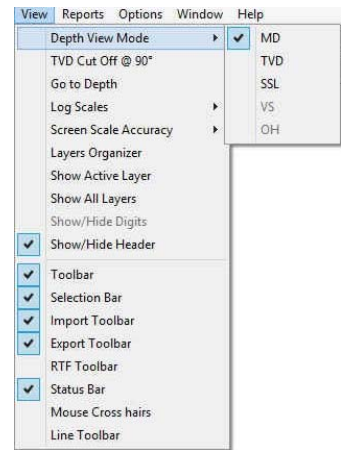 View Reports Options Window Help
Depth View Mode
MD
TVD
SSL
VS
OH
TVD Cut Off @ 90°
Go to Depth
Log Scales
Screen Scale Accuracy
Layers Organizer
Show Active Layer
Show All Layers
Show/Hide Digits
Show/Hide Header
Toolbar
Selection Bar
Import Toolbar
Export Toolbar
RTF Toolbar
Status Bar
Mouse Cross hairs
Line Toolbar